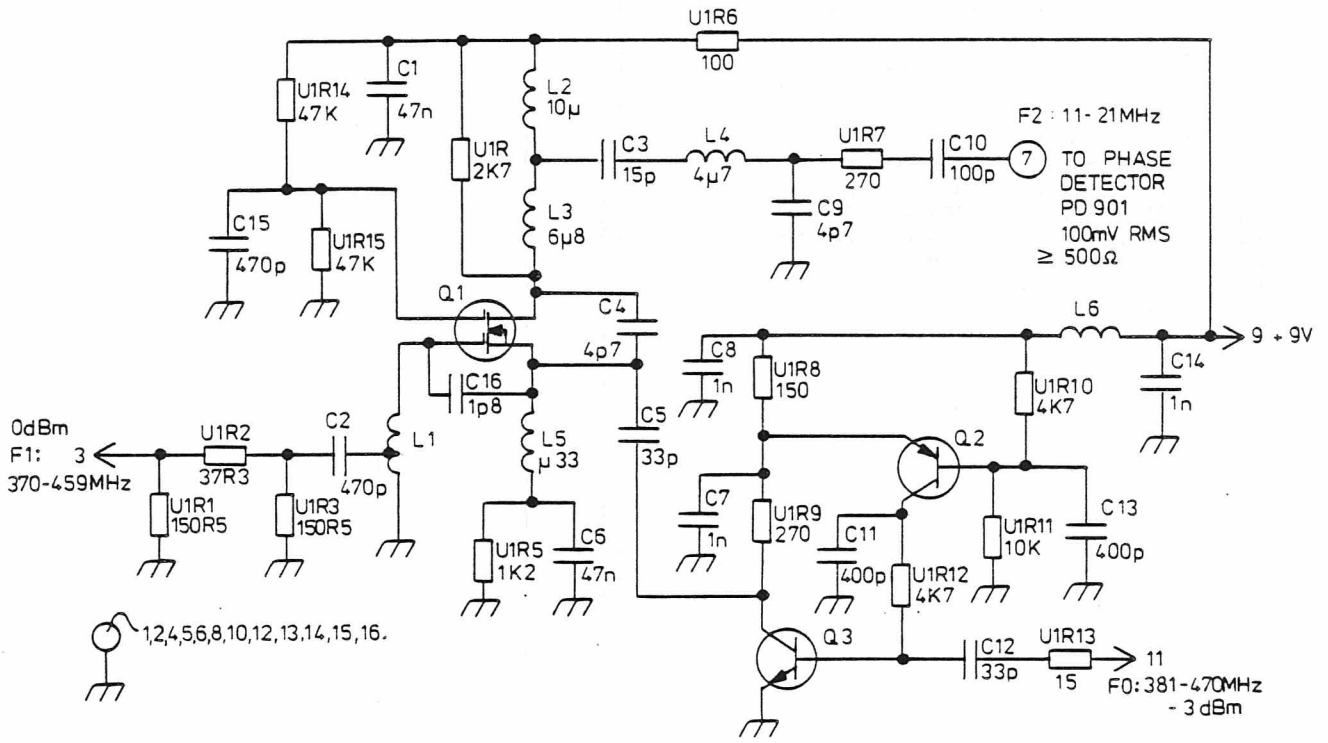 U1R6
100
U1R14
47K
C1
47n
L2
10µ
U1R
2K7
C3
15p
L4
4µ7
U1R7
270
C10
100p
F2 : 11-21MHz
7
TO PHASE
DETECTOR
PD 901
100mV RMS
≥ 500Ω
C9
4p7
L3
6µ8
C15
470p
U1R15
47K
Q1
C4
4p7
L6
9 + 9V
C8
1n
U1R8
150
U1R10
4K7
C14
1n
C16
1p8
C5
33p
Q2
0dBm
F1: 3
370-459MHz
U1R2
37R3
C2
470p
L1
L5
µ33
U1R1
150R5
U1R3
150R5
C7
1n
U1R9
270
C11
400p
U1R11
10K
C13
400p
U1R5
1K2
C6
47n
U1R12
4K7
1,2,4,5,6,8,10,12,13,14,15,16.
Q3
C12
33p
U1R13
15
11
F0:381-470MHz
- 3dBm